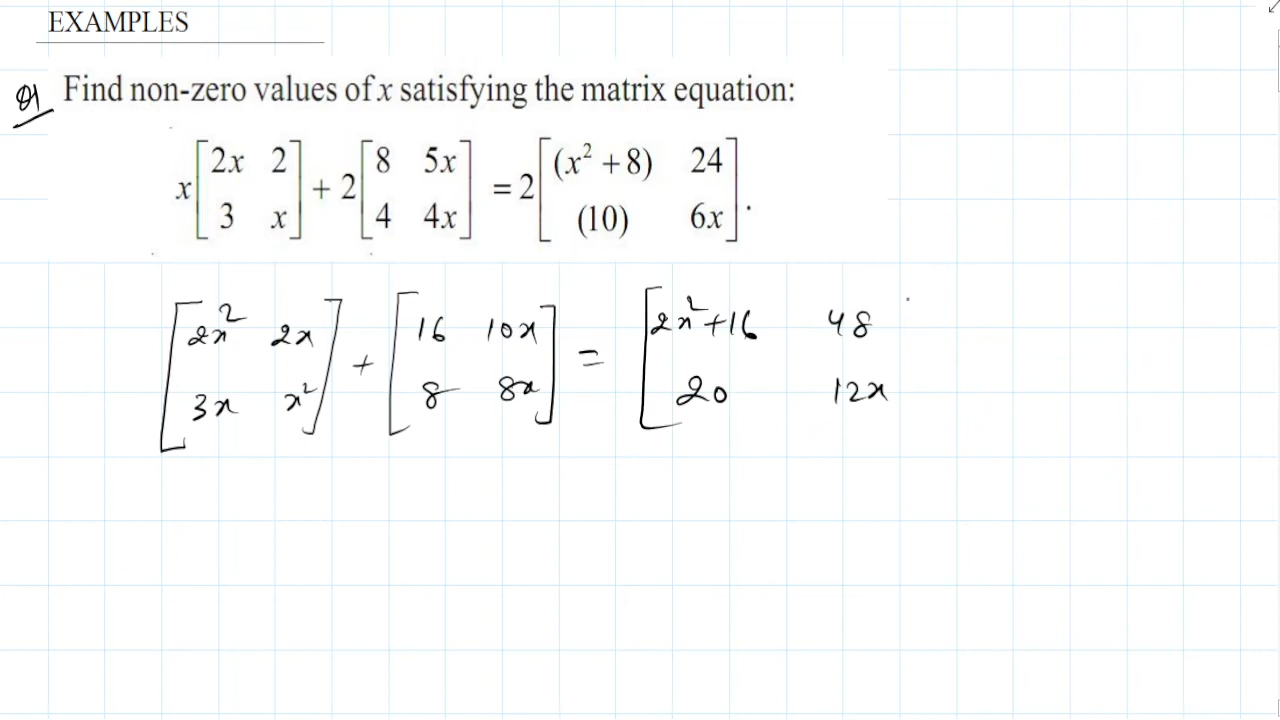 EXAMPLES
Q1 Find non-zero values of x satisfying the matrix equation:
x[2x 2; 3 x] + 2[8 5x; 4 4x] = 2[(x² + 8) 24; (10) 6x].
[2x² 2x; 3x x²] + [16 10x; 8 8x] = [2x²+16 48; 20 12x]